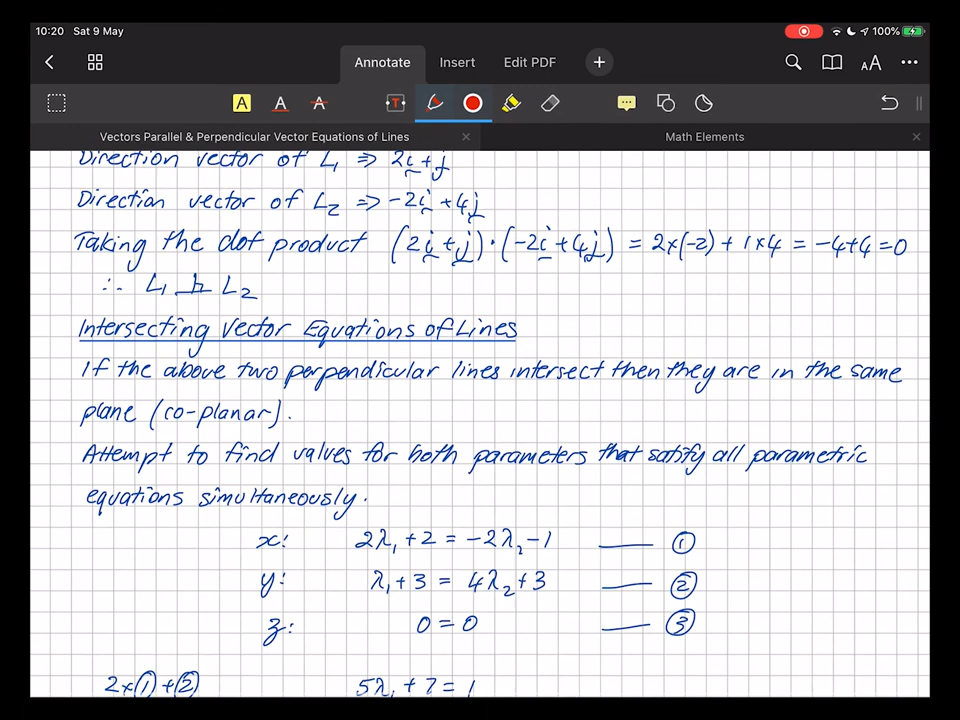 10:20 Sat 9 May 100%
Annotate Insert Edit PDF
Vectors Parallel & Perpendicular Vector Equations of Lines
Math Elements
Direction vector of L₁ ⇒ 2i+j
Direction vector of L₂ ⇒ -2i+4j
Taking the dot product (2i+j)·(-2i+4j) = 2×(-2) + 1×4 = -4+4=0
∴ L₁ ⊥ L₂
Intersecting Vector Equations of Lines
If the above two perpendicular lines intersect then they are in the same
plane (co-planar).
Attempt to find values for both parameters that satify all parametric
equations simultaneously.
x: 2λ₁+2 = -2λ₂-1 —— ①
y: λ₁+3 = 4λ₂+3 —— ②
z: 0 = 0 —— ③
2×①+② 5λ₁+7 = 1